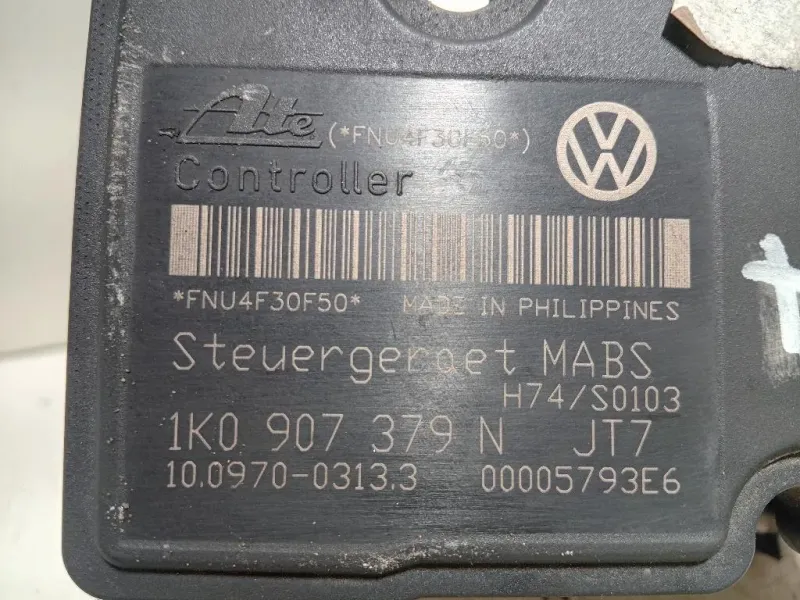 Ate (*FNU4F30F50*)
Controller
*FNU4F30F50* MADE IN PHILIPPINES
Steuergeraet MABS
H74/S0103
1K0 907 379 N JT7
10.0970-0313.3 00005793E6